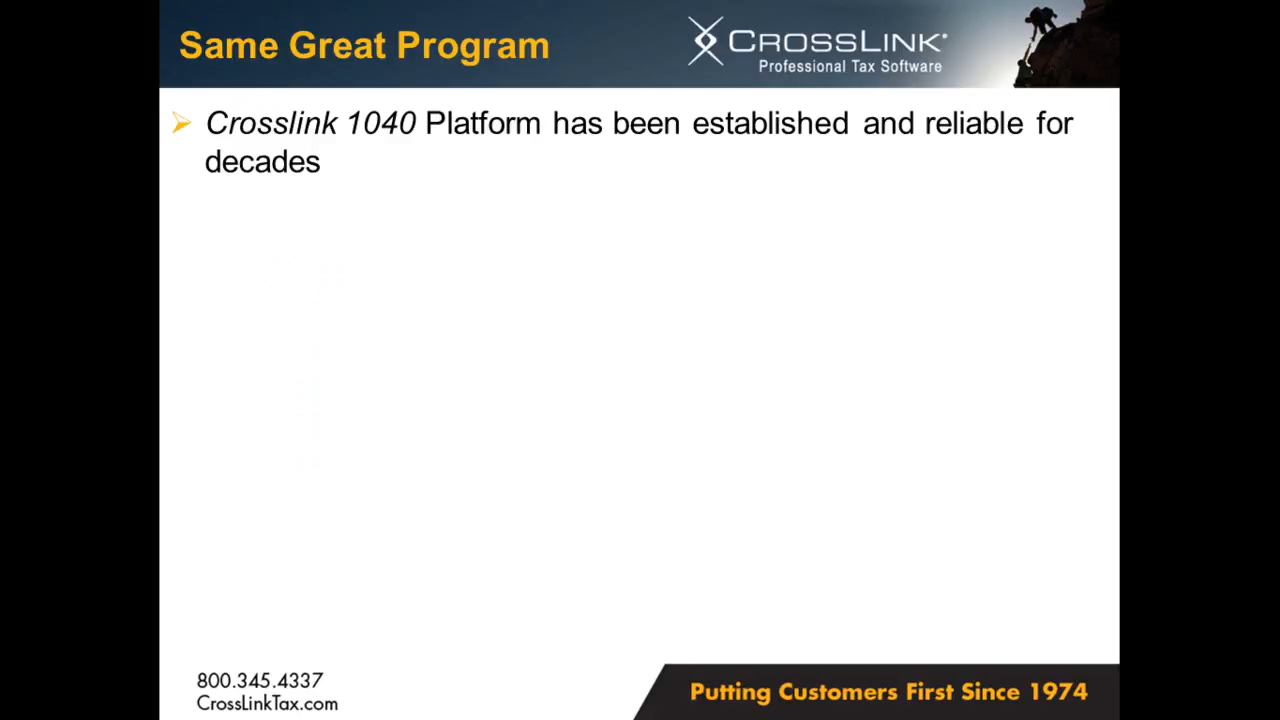 Same Great Program
CROSSLINK®
Professional Tax Software
➢ Crosslink 1040 Platform has been established and reliable for
decades
800.345.4337
CrossLinkTax.com
Putting Customers First Since 1974